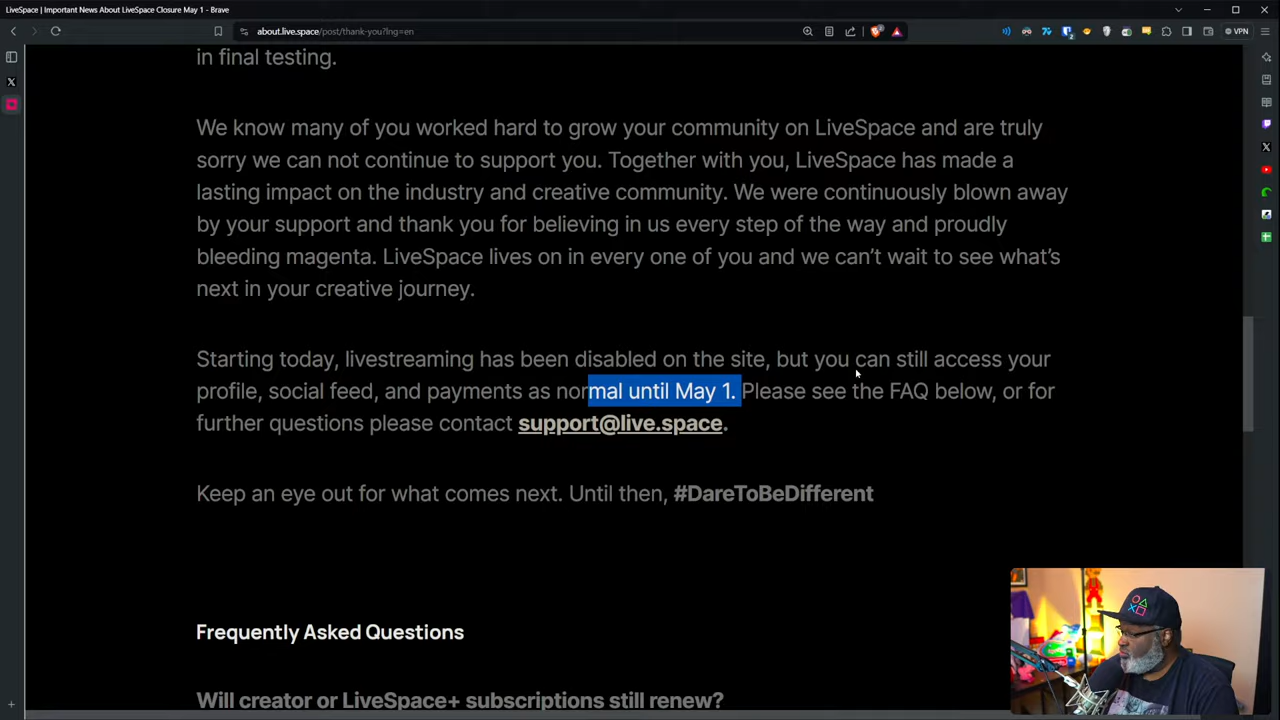 LiveSpace | Important News About LiveSpace Closure May 1 - Brave
about.live.space/post/thank-you?lng=en
VPN
in final testing.
We know many of you worked hard to grow your community on LiveSpace and are truly
sorry we can not continue to support you. Together with you, LiveSpace has made a
lasting impact on the industry and creative community. We were continuously blown away
by your support and thank you for believing in us every step of the way and proudly
bleeding magenta. LiveSpace lives on in every one of you and we can’t wait to see what’s
next in your creative journey.
Starting today, livestreaming has been disabled on the site, but you can still access your
profile, social feed, and payments as normal until May 1. Please see the FAQ below, or for
further questions please contact support@live.space.
Keep an eye out for what comes next. Until then, #DareToBeDifferent
Frequently Asked Questions
Will creator or LiveSpace+ subscriptions still renew?